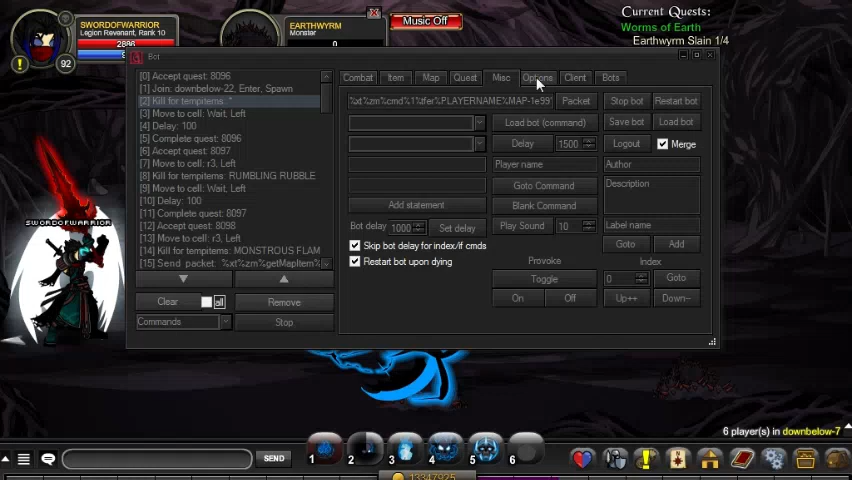 SWORDOFWARRIOR
Legion Revenant, Rank 10
2886
92
EARTHWYRM
Monster
0
Music Off
Current Quests:
Worms of Earth
Earthwyrm Slain 1/4
Bot
[0] Accept quest: 8096
[1] Join: downbelow-22, Enter, Spawn
[2] Kill for tempitems: *
[3] Move to cell: Wait, Left
[4] Delay: 100
[5] Complete quest: 8096
[6] Accept quest: 8097
[7] Move to cell: r3, Left
[8] Kill for tempitems: RUMBLING RUBBLE
[9] Move to cell: Wait, Left
[10] Delay: 100
[11] Complete quest: 8097
[12] Accept quest: 8098
[13] Move to cell: r3, Left
[14] Kill for tempitems: MONSTROUS FLAM
[15] Send packet: %xt%zm%getMapItem%
Clear
all
Remove
Commands
Stop
Combat
Item
Map
Quest
Misc
Options
Client
Bots
%xt%zm%cmd%1%tfer%PLAYERNAME%MAP-1e99
Packet
Stop bot
Restart bot
Load bot (command)
Save bot
Load bot
Delay
1500
Logout
Merge
Player name
Author
Goto Command
Description
Add statement
Blank Command
Bot delay
1000
Set delay
Play Sound
10
Label name
Goto
Add
Skip bot delay for index/if cmds
Restart bot upon dying
Provoke
Toggle
On
Off
Index
0
Goto
Up++
Down--
SWORDOFWARRIOR
6 player(s) in downbelow-7
SEND
1
2
3
4
5
6
13347925